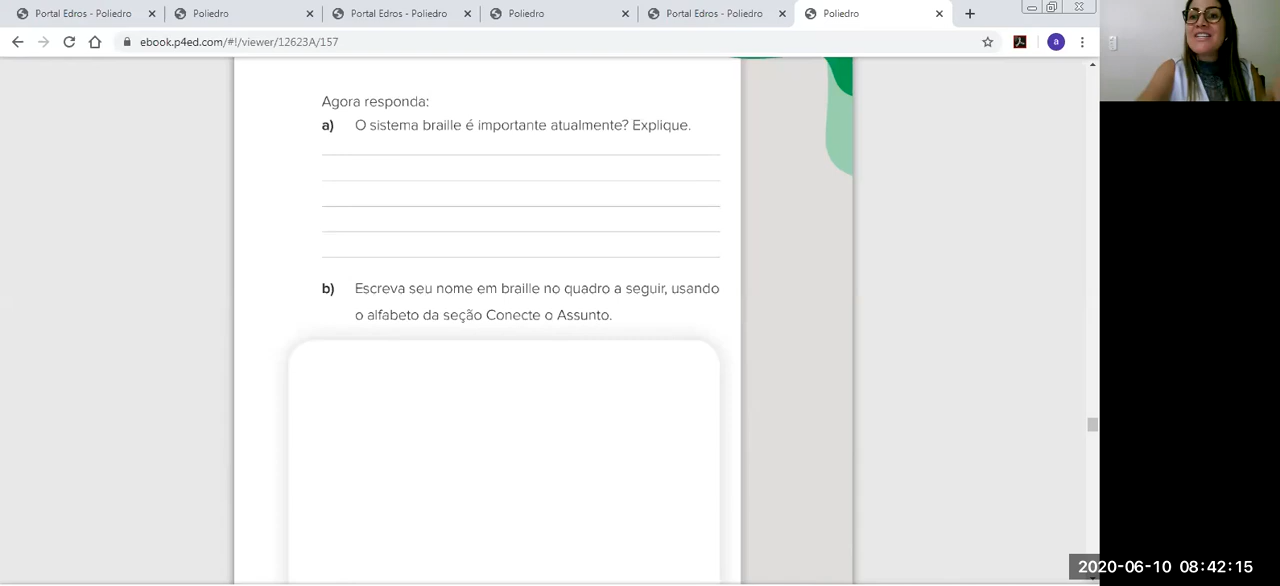 Portal Edros - Poliedro
Poliedro
Portal Edros - Poliedro
Poliedro
Portal Edros - Poliedro
Poliedro
ebook.p4ed.com/#!/viewer/12623A/157
a
Agora responda:
a) O sistema braille é importante atualmente? Explique.
b) Escreva seu nome em braille no quadro a seguir, usando
o alfabeto da seção Conecte o Assunto.
2020-06-10 08:42:15